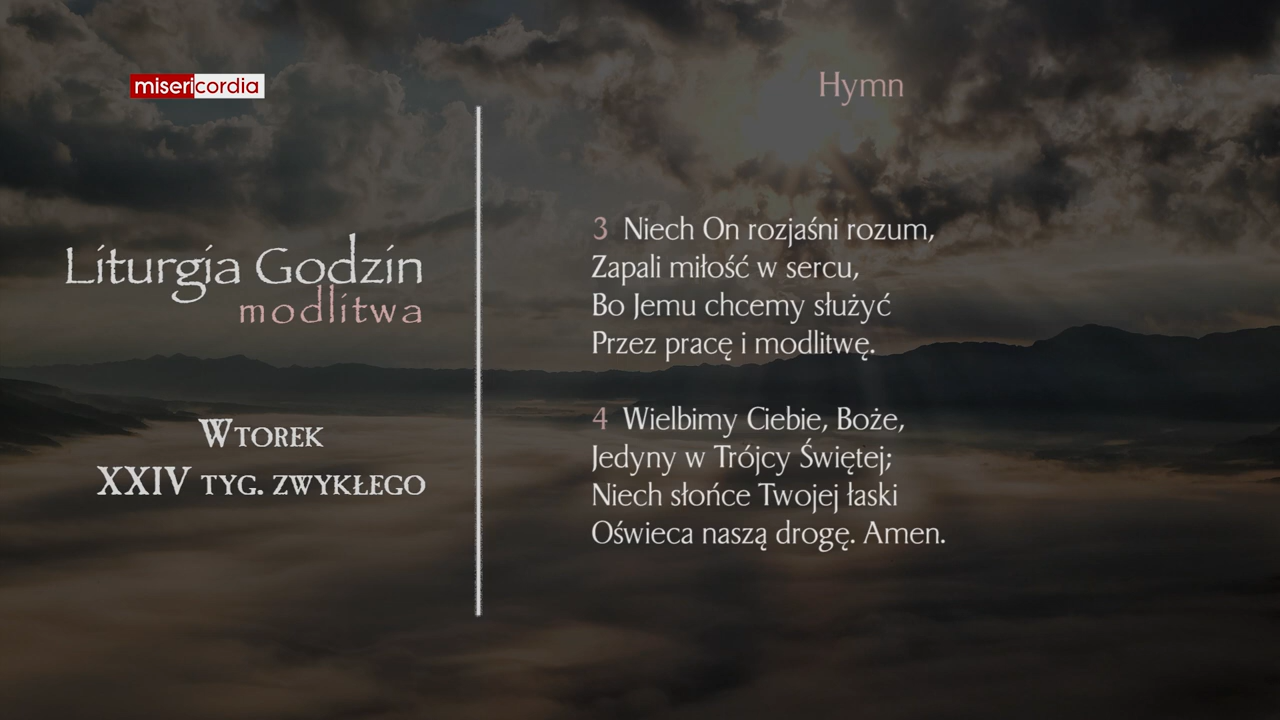 misericordia
Liturgia Godzin
modlitwa
Wtorek
XXIV tyg. zwykłego
Hymn
3 Niech On rozjaśni rozum,
Zapali miłość w sercu,
Bo Jemu chcemy służyć
Przez pracę i modlitwę.
4 Wielbimy Ciebie, Boże,
Jedyny w Trójcy Świętej;
Niech słońce Twojej łaski
Oświeca naszą drogę. Amen.